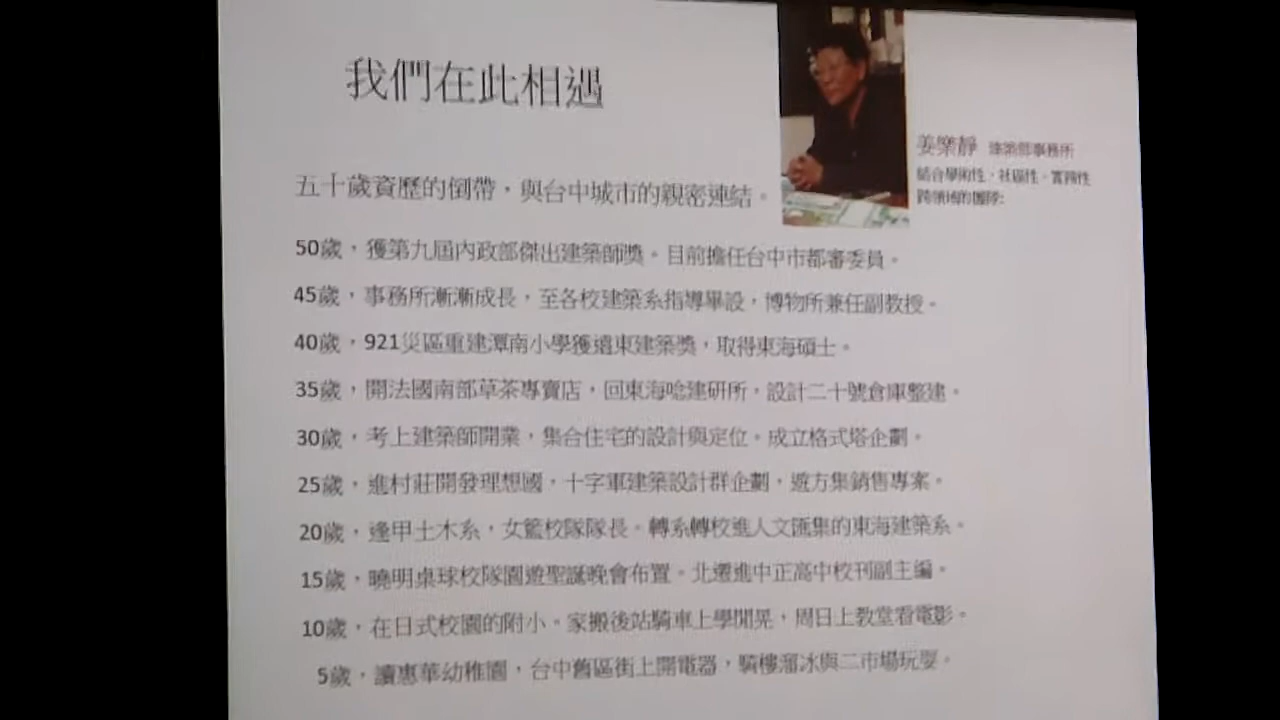 我們在此相遇
姜樂靜 建築師事務所
結合學術性、社區性、實務性
跨領域的團隊:
五十歲資歷的倒帶，與台中城市的親密連結。
50歲，獲第九屆內政部傑出建築師獎。目前擔任台中市都審委員。
45歲，事務所漸漸成長，至各校建築系指導畢設，博物所兼任副教授。
40歲，921災區重建潭南小學獲遠東建築獎，取得東海碩士。
35歲，開法國南部草茶專賣店，回東海唸建研所，設計二十號倉庫整建。
30歲，考上建築師開業，集合住宅的設計與定位。成立格式塔企劃。
25歲，進村莊開發理想國，十字軍建築設計群企劃，遊方集銷售專案。
20歲，逢甲土木系，女籃校隊隊長。轉系轉校進人文匯集的東海建築系。
15歲，曉明桌球校隊園遊聖誕晚會布置。北遷進中正高中校刊副主編。
10歲，在日式校園的附小。家搬後站騎車上學閒晃，周日上教堂看電影。
5歲，讀惠華幼稚園，台中舊區街上開電器，騎樓溜冰與二市場玩耍。